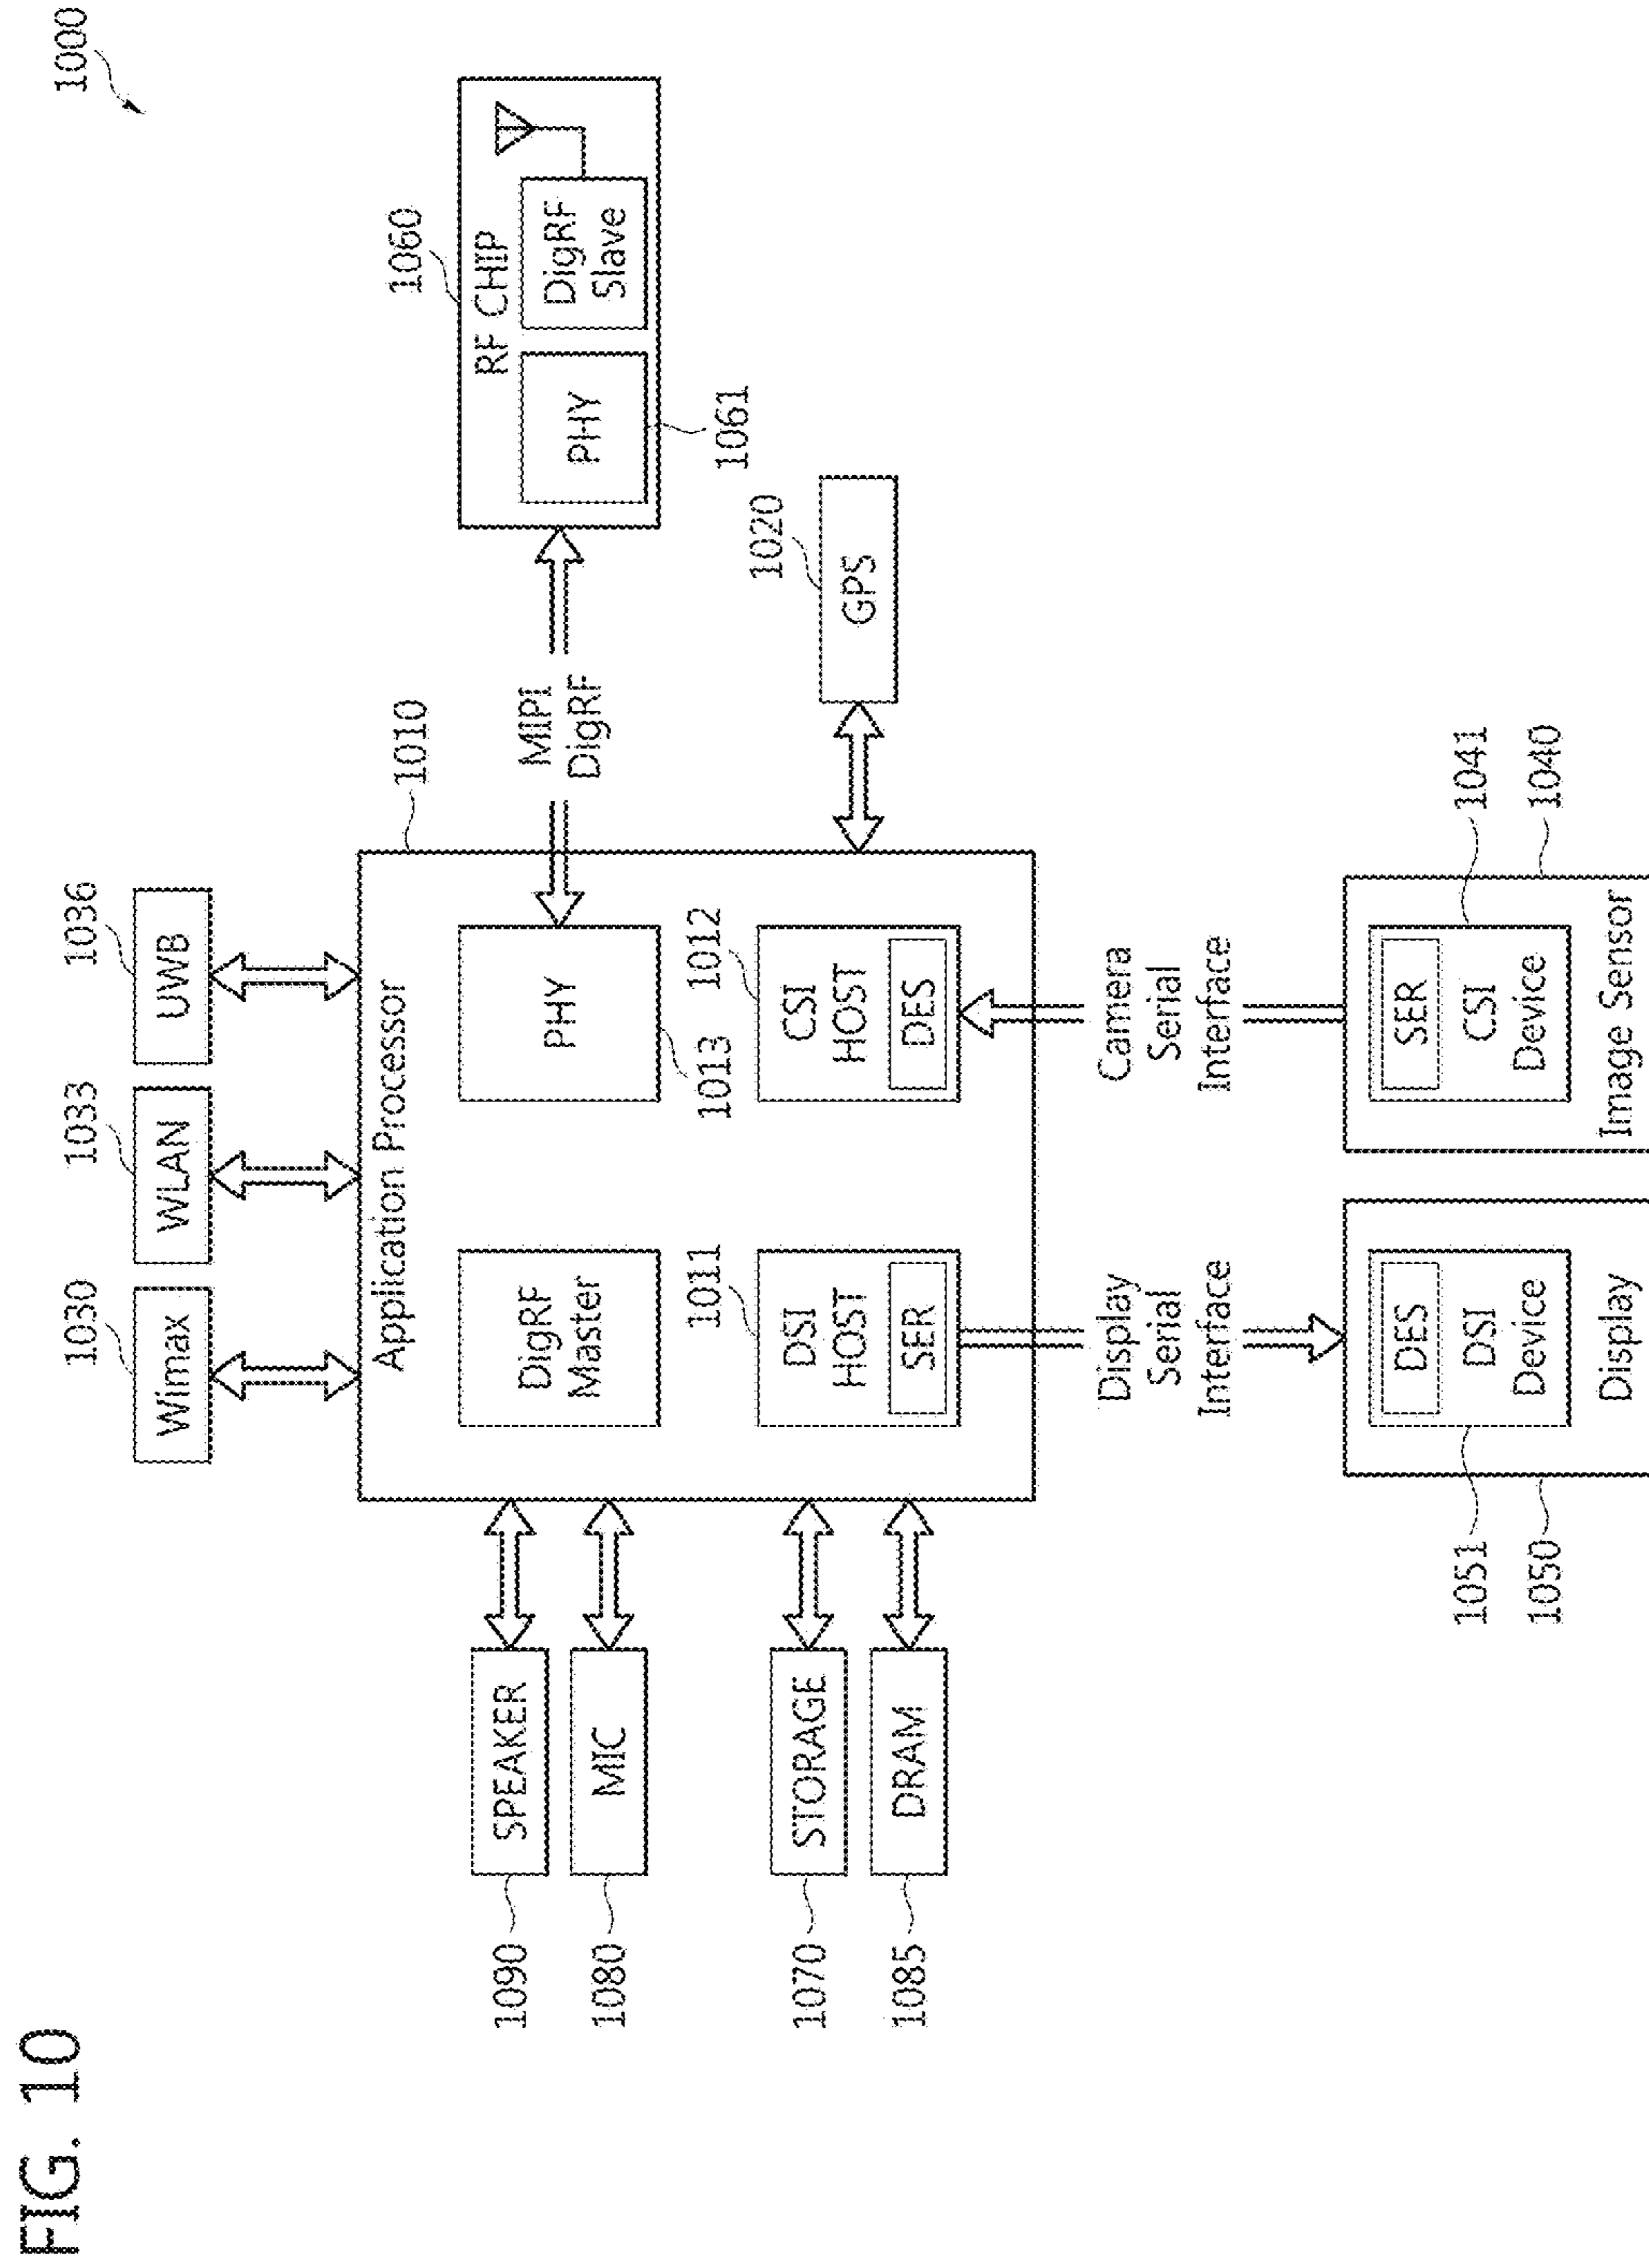 FIG. 10
1000
1030
1033
1036
Wimax
WLAN
UWB
1010
1060
Application Processor
RF CHIP
1090
SPEAKER
DigRF
Master
PHY
MIPI
DigRF
PHY
DigRF
Slave
1080
MIC
1013
1061
1011
1012
1020
1070
STORAGE
DSI
HOST
SER
CSI
HOST
DES
GPS
1085
DRAM
Display
Serial
Interface
Camera
Serial
Interface
1051
DES
DSI
Device
SER
CSI
Device
1041
1050
1040
Display
Image Sensor